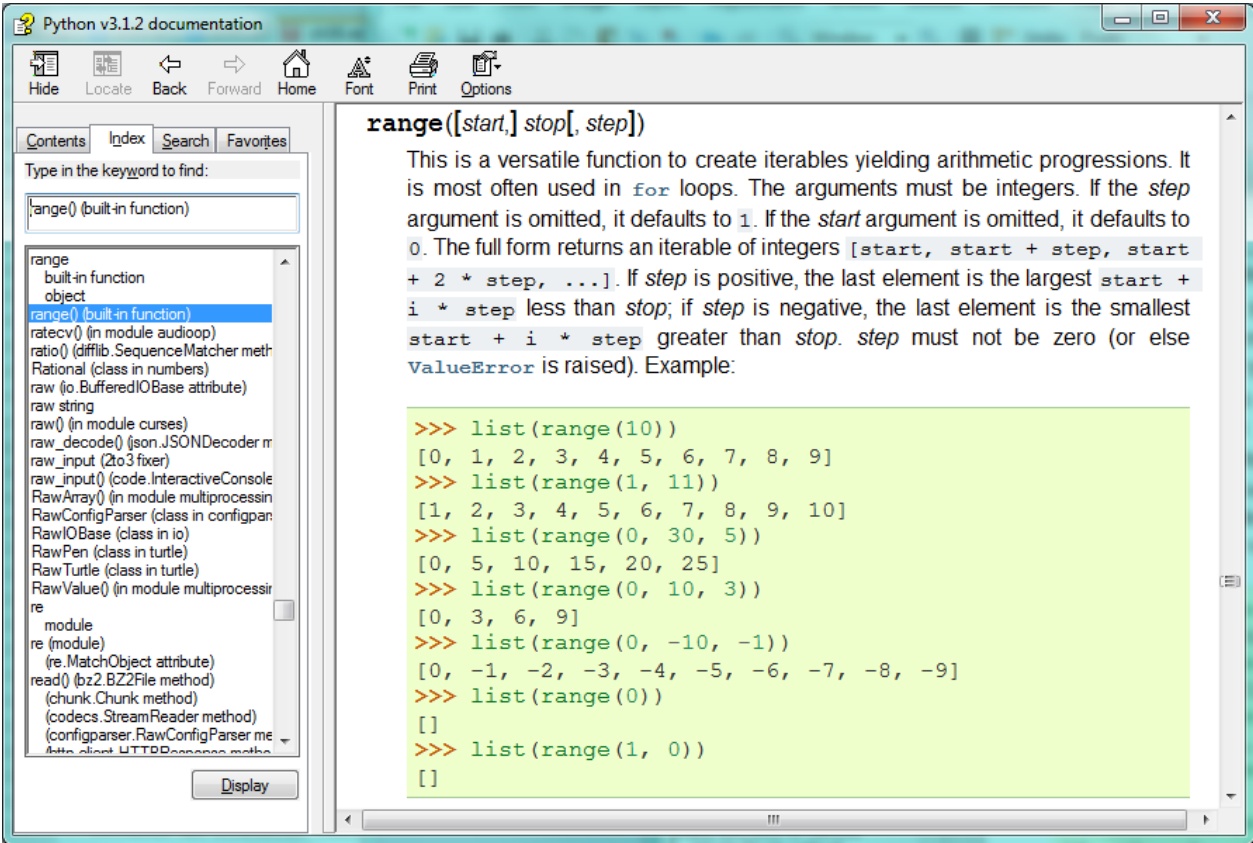 Python v3.1.2 documentation
Hide Locate Back Forward Home Font Print Options
Contents Index Search Favorites
Type in the keyword to find:
range() (built-in function)
range
built-in function
object
range() (built-in function)
ratecv() (in module audioop)
ratio() (difflib.SequenceMatcher meth
Rational (class in numbers)
raw (io.BufferedIOBase attribute)
raw string
raw() (in module curses)
raw_decode() (json.JSONDecoder m
raw_input (2to3 fixer)
raw_input() (code.InteractiveConsole
RawArray() (in module multiprocessin
RawConfigParser (class in configpars
RawIOBase (class in io)
RawPen (class in turtle)
RawTurtle (class in turtle)
RawValue() (in module multiprocessir
re
module
re (module)
(re.MatchObject attribute)
read() (bz2.BZ2File method)
(chunk.Chunk method)
(codecs.StreamReader method)
(configparser.RawConfigParser me
(http.client.HTTPResponse metho
Display
range([start,] stop[, step])
This is a versatile function to create iterables yielding arithmetic progressions. It
is most often used in for loops. The arguments must be integers. If the step
argument is omitted, it defaults to 1. If the start argument is omitted, it defaults to
0. The full form returns an iterable of integers [start, start + step, start
+ 2 * step, ...]. If step is positive, the last element is the largest start +
i * step less than stop; if step is negative, the last element is the smallest
start + i * step greater than stop. step must not be zero (or else
ValueError is raised). Example:
>>> list(range(10))
[0, 1, 2, 3, 4, 5, 6, 7, 8, 9]
>>> list(range(1, 11))
[1, 2, 3, 4, 5, 6, 7, 8, 9, 10]
>>> list(range(0, 30, 5))
[0, 5, 10, 15, 20, 25]
>>> list(range(0, 10, 3))
[0, 3, 6, 9]
>>> list(range(0, -10, -1))
[0, -1, -2, -3, -4, -5, -6, -7, -8, -9]
>>> list(range(0))
[]
>>> list(range(1, 0))
[]